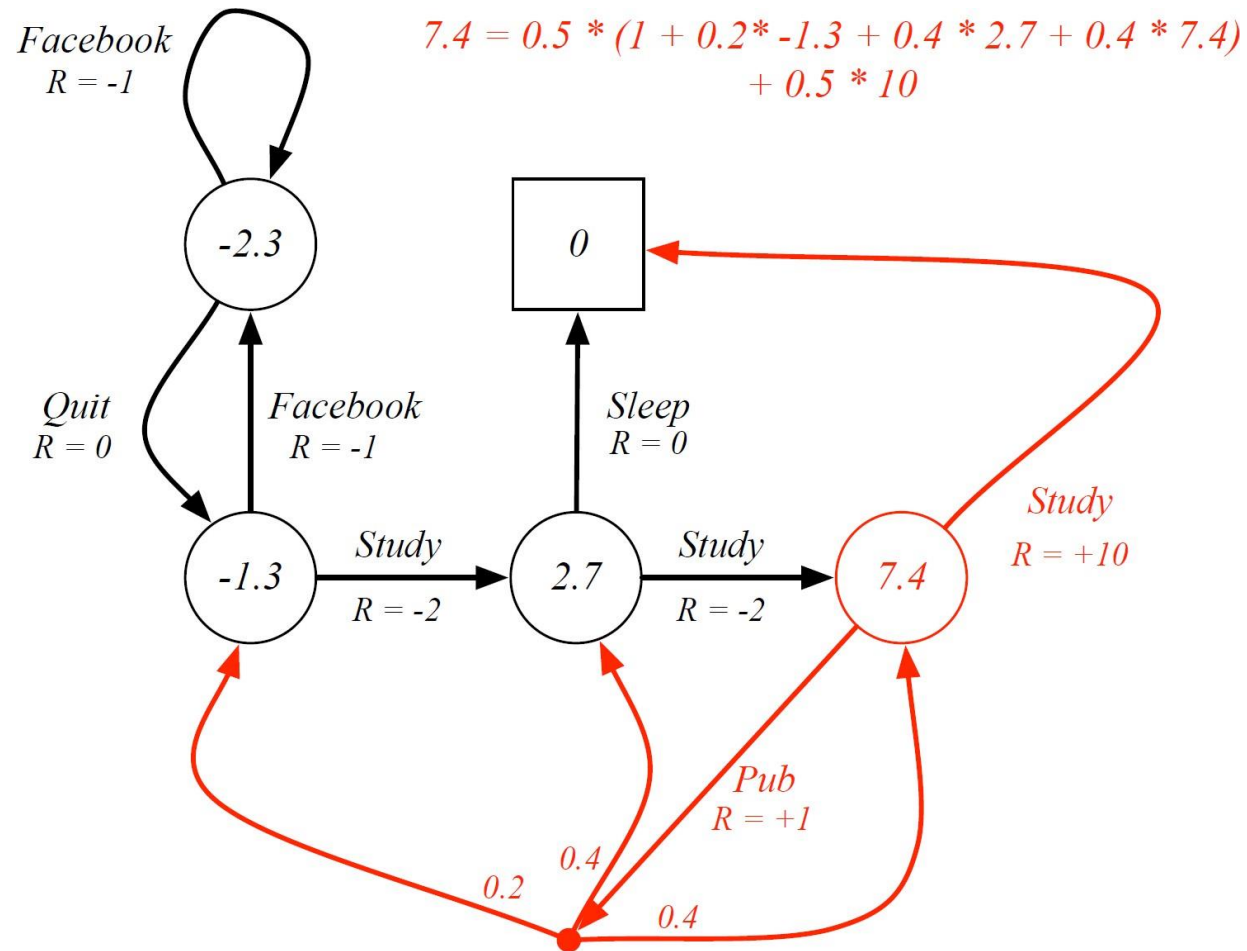 Facebook
R = -1
7.4 = 0.5 * (1 + 0.2* -1.3 + 0.4 * 2.7 + 0.4 * 7.4)
+ 0.5 * 10
-2.3
0
Quit
R = 0
Facebook
R = -1
Sleep
R = 0
Study
R = +10
-1.3
Study
R = -2
2.7
Study
R = -2
7.4
Pub
R = +1
0.2
0.4
0.4